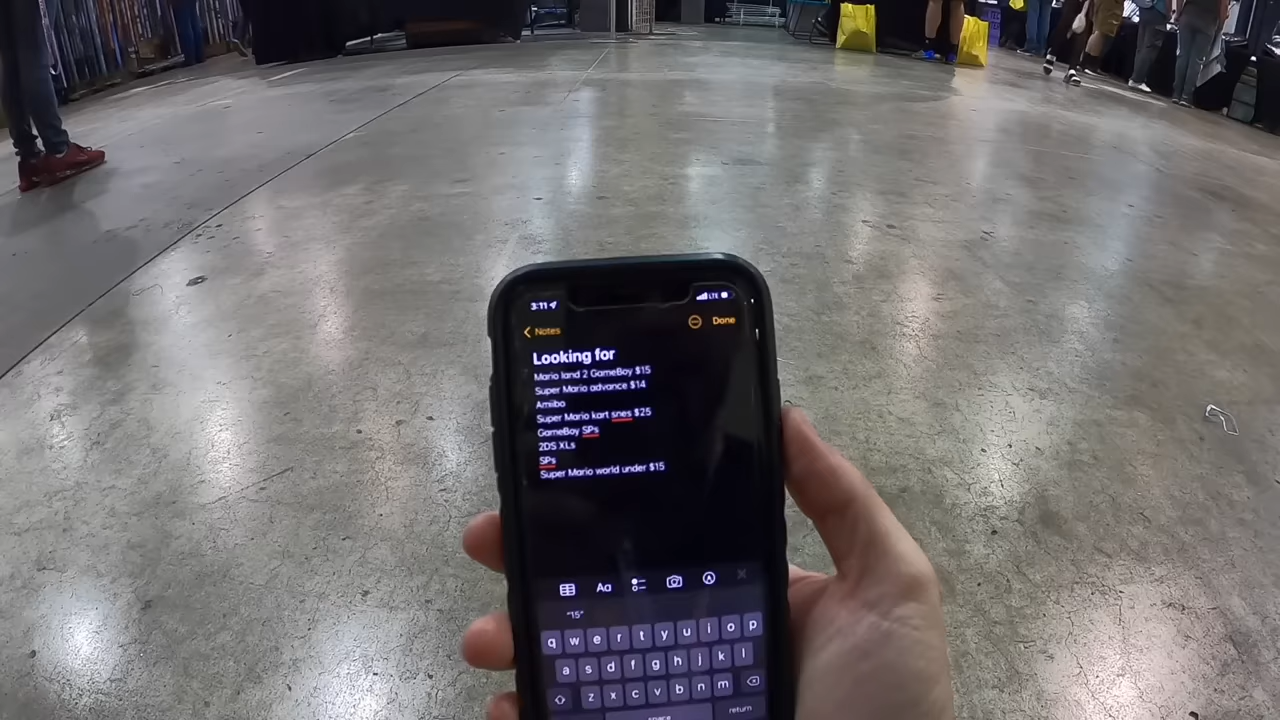 3:11
LTE
Notes
Done
Looking for
Mario land 2 GameBoy $15
Super Mario advance $14
Amiibo
Super Mario kart snes $25
GameBoy SPs
2DS XLs
SPs
Super Mario world under $15
Aa
"15"
q w e r t y u i o p
a s d f g h j k l
z x c v b n m
space
return